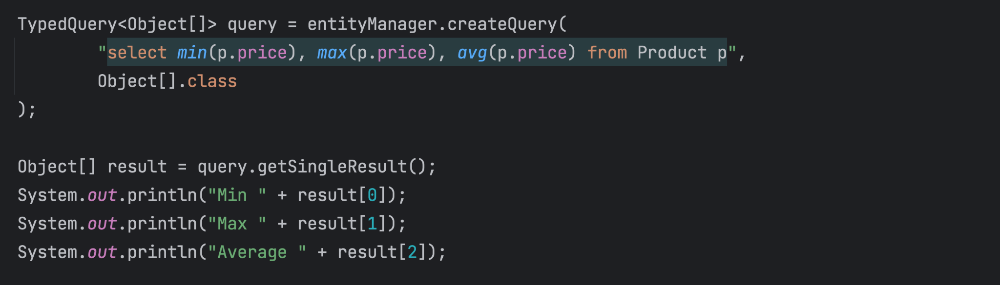 TypedQuery<Object[]> query = entityManager.createQuery(
"select min(p.price), max(p.price), avg(p.price) from Product p",
Object[].class
);
Object[] result = query.getSingleResult();
System.out.println("Min " + result[0]);
System.out.println("Max " + result[1]);
System.out.println("Average " + result[2]);